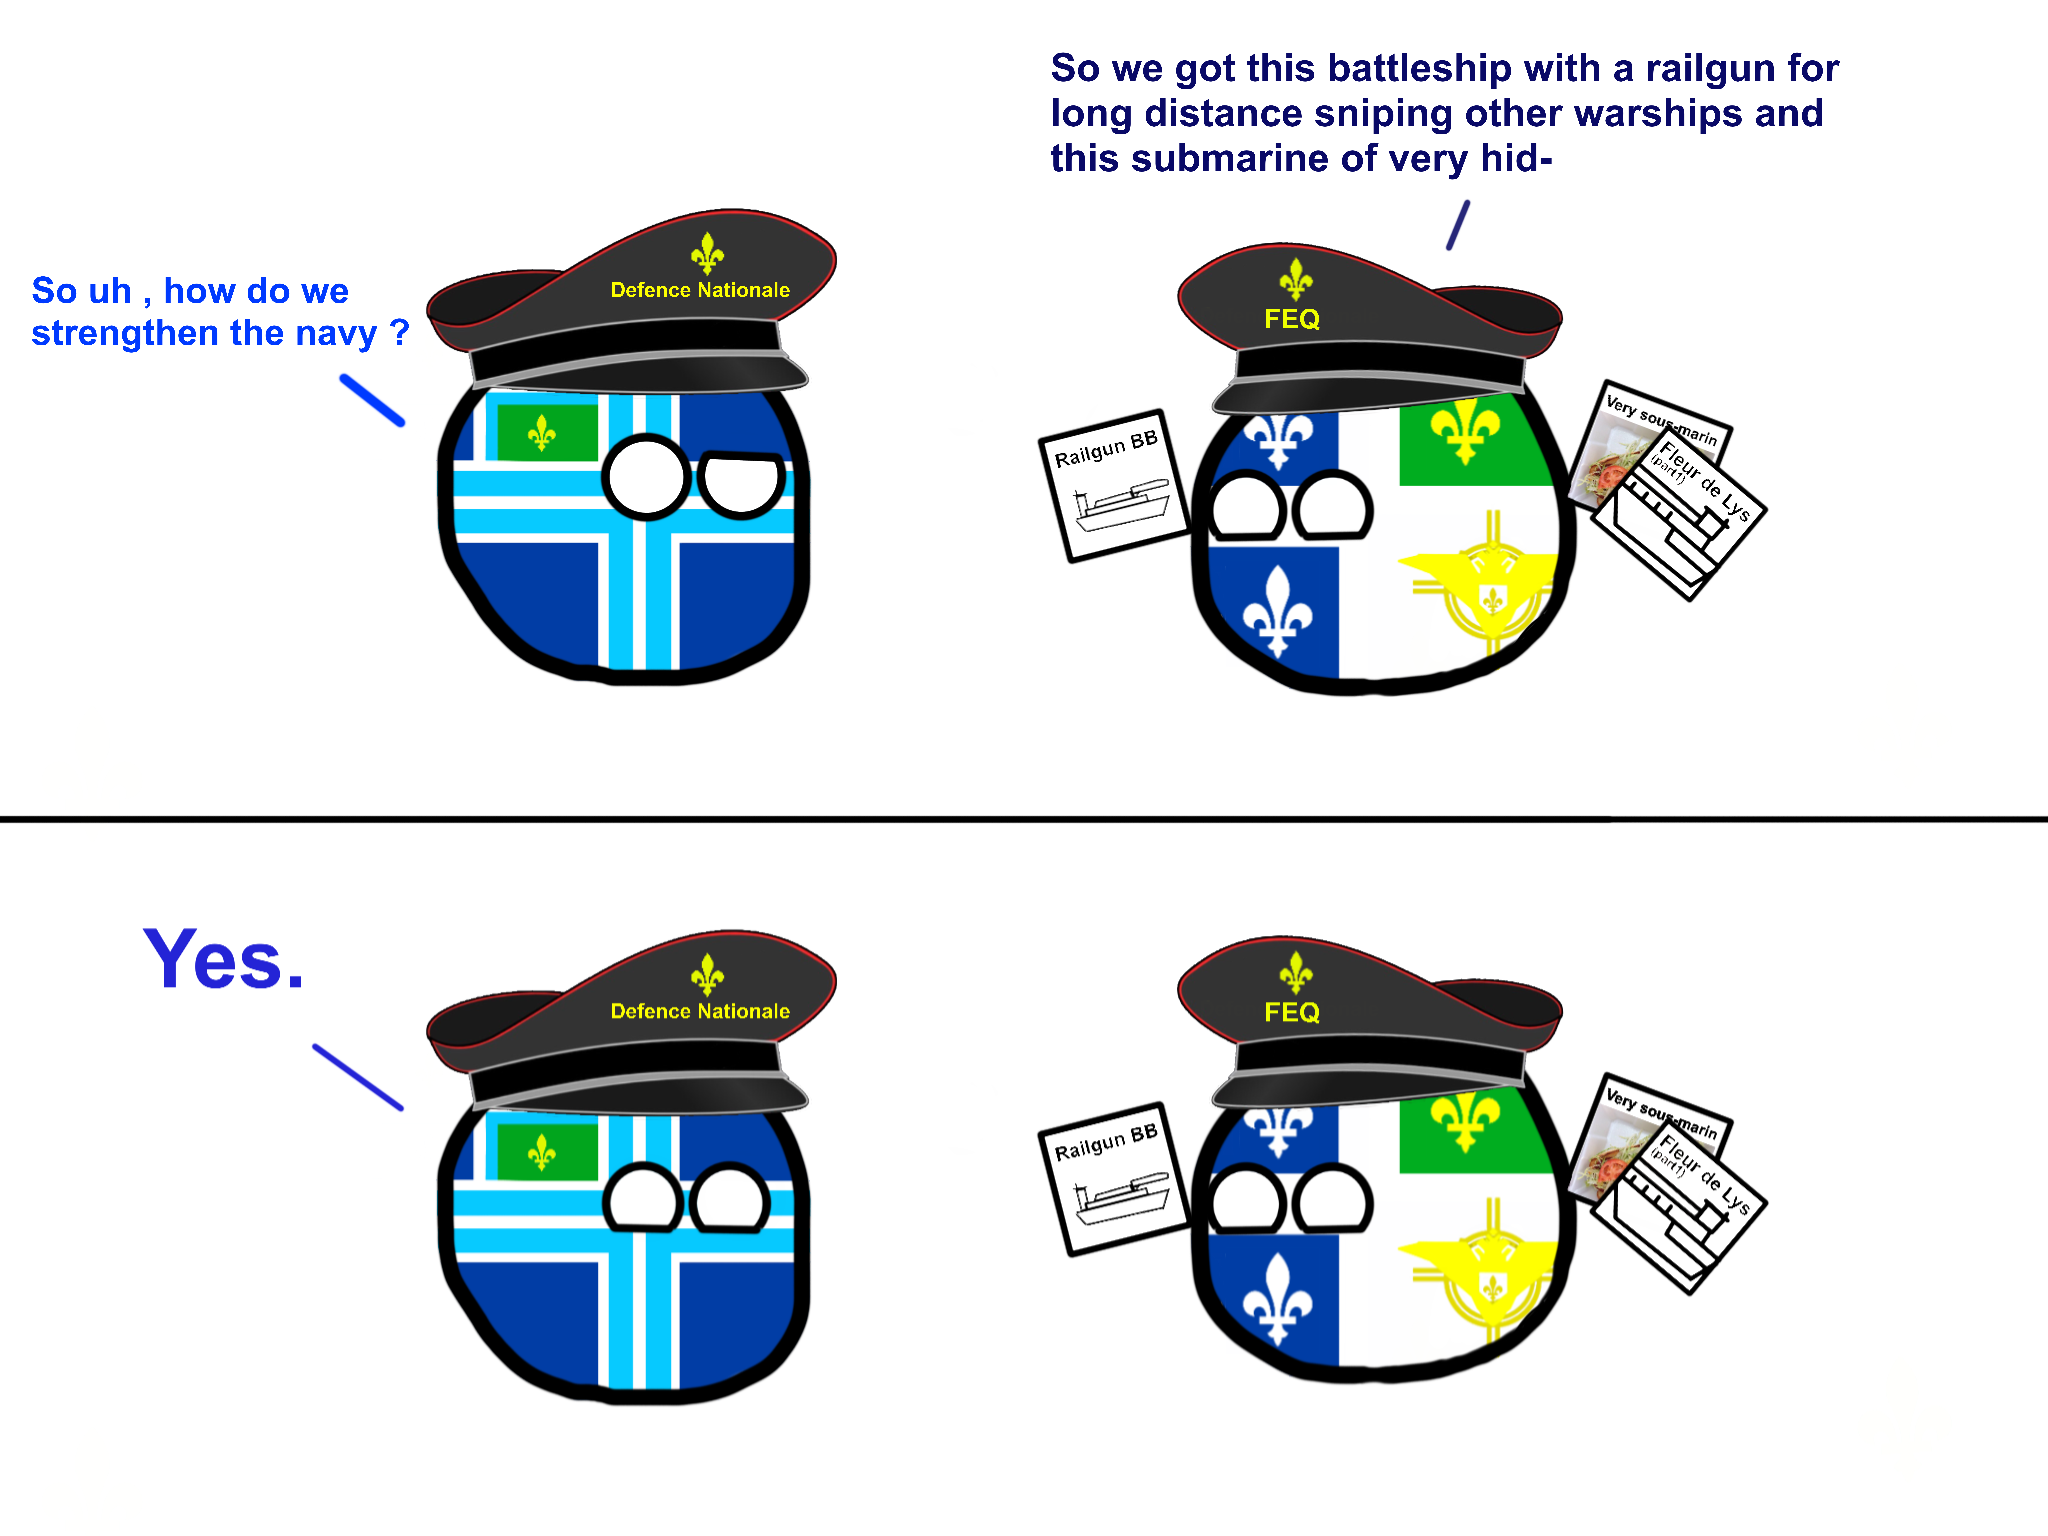 So we got this battleship with a railgun for
long distance sniping other warships and
this submarine of very hid-
So uh , how do we
strengthen the navy ?
Defence Nationale
FEQ
Railgun BB
Very sous-marin
Fleur de Lys
(part1)
Yes.
Defence Nationale
FEQ
Railgun BB
Very sous-marin
Fleur de Lys
(part1)